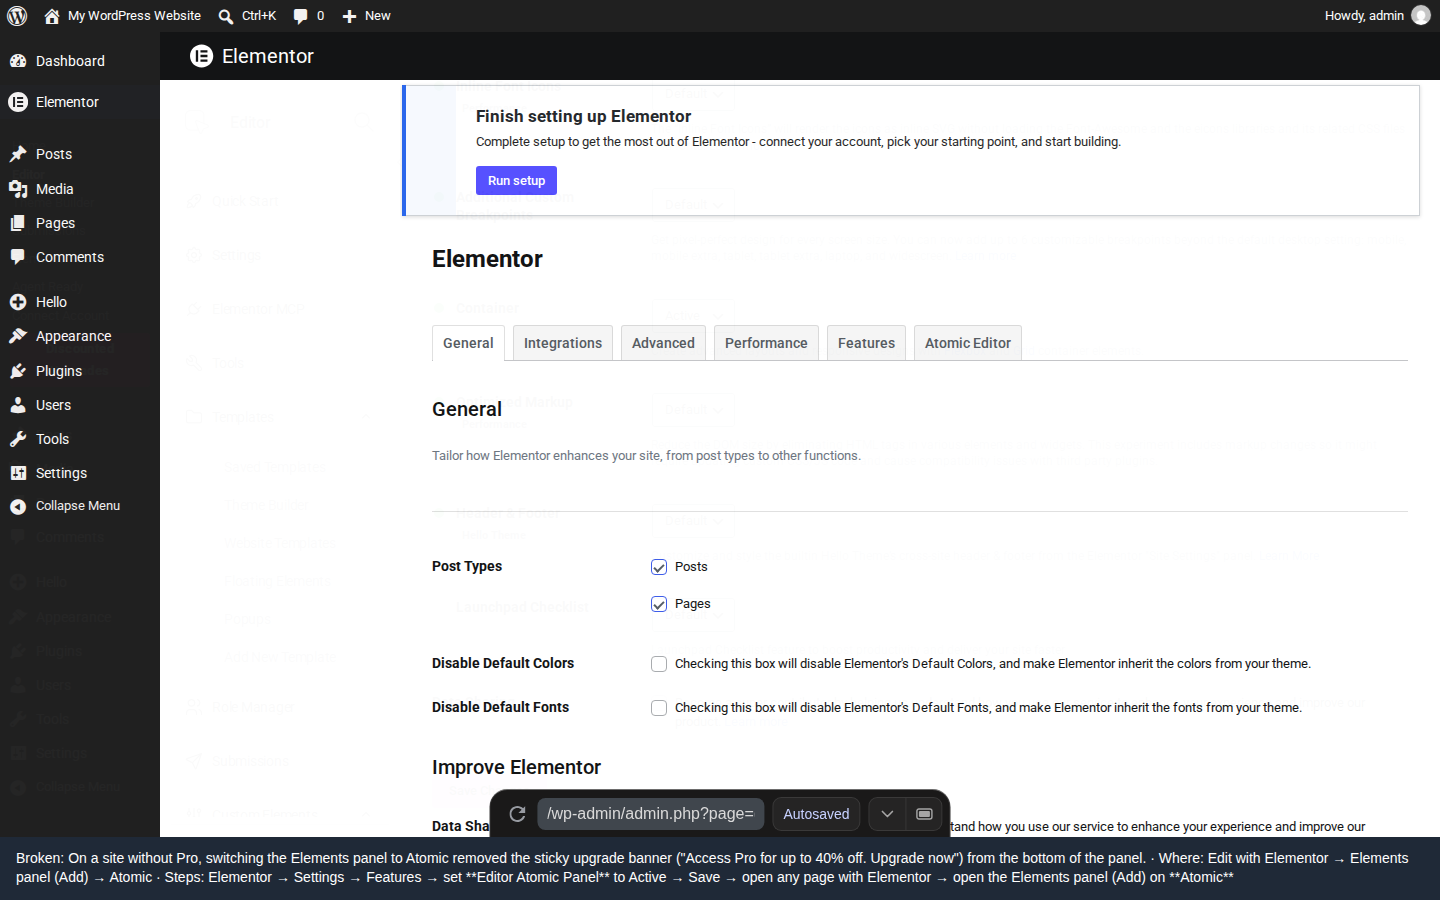 My WordPress Website
Ctrl+K
0
New
Howdy, admin
Dashboard
Elementor
Posts
Media
Pages
Comments
Hello
Appearance
Plugins
Users
Tools
Settings
Collapse Menu
Elementor
Finish setting up Elementor
Complete setup to get the most out of Elementor - connect your account, pick your starting point, and start building.
Run setup
Elementor
General
Integrations
Advanced
Performance
Features
Atomic Editor
General
Tailor how Elementor enhances your site, from post types to other functions.
Post Types
Posts
Pages
Disable Default Colors
Checking this box will disable Elementor's Default Colors, and make Elementor inherit the colors from your theme.
Disable Default Fonts
Checking this box will disable Elementor's Default Fonts, and make Elementor inherit the fonts from your theme.
Improve Elementor
Data Sha
tand how you use our service to enhance your experience and improve our
/wp-admin/admin.php?page=
Autosaved
Broken: On a site without Pro, switching the Elements panel to Atomic removed the sticky upgrade banner ("Access Pro for up to 40% off. Upgrade now") from the bottom of the panel. · Where: Edit with Elementor → Elements
panel (Add) → Atomic · Steps: Elementor → Settings → Features → set **Editor Atomic Panel** to Active → Save → open any page with Elementor → open the Elements panel (Add) on **Atomic**